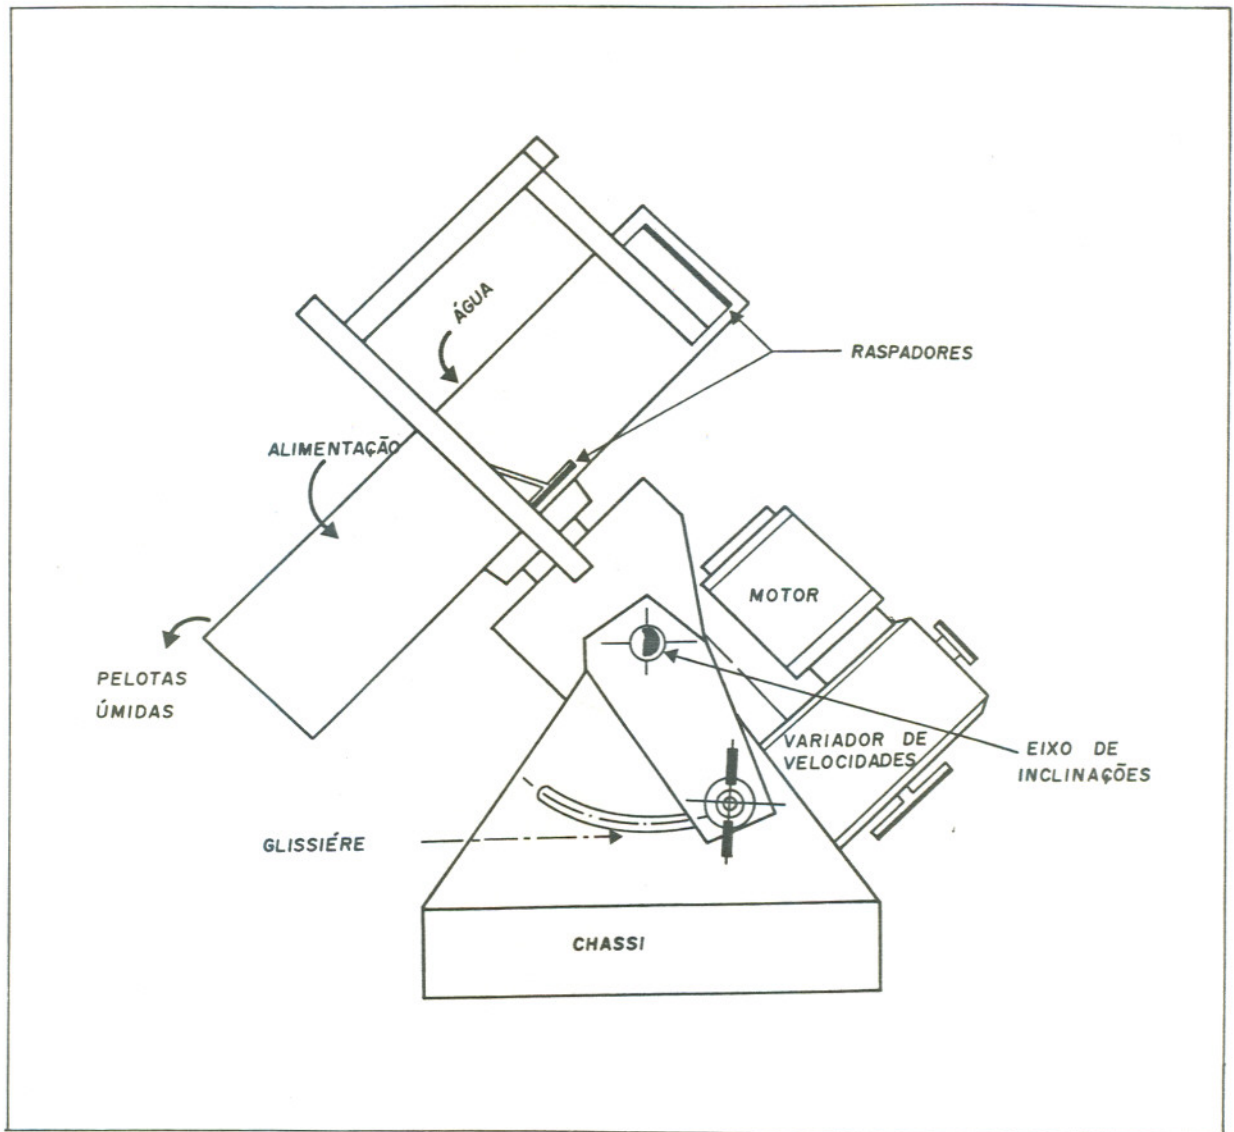 ÁGUA
RASPADORES
ALIMENTAÇÃO
MOTOR
PELOTAS
ÚMIDAS
VARIADOR DE
VELOCIDADES
EIXO DE
INCLINAÇÕES
GLISSIÉRE
CHASSI